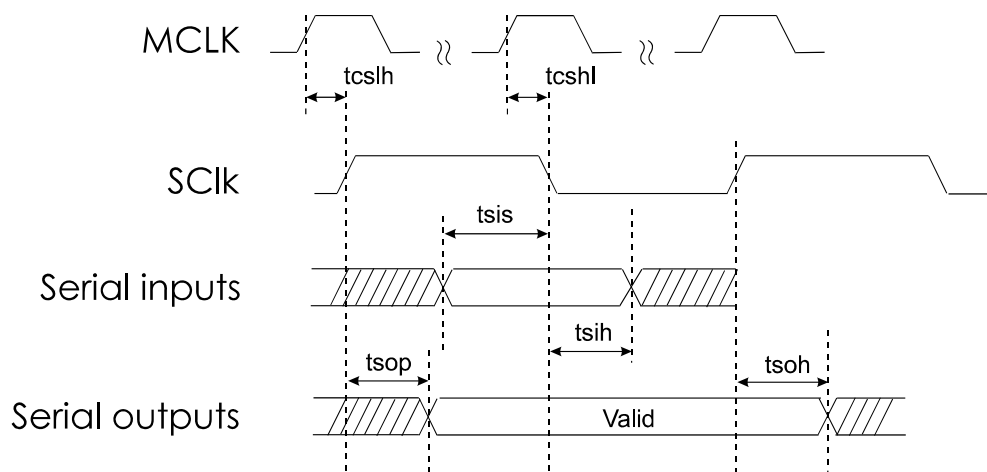 MCLK
tcslh
tcshl
SClk
tsis
Serial inputs
tsih
tsop
tsoh
Serial outputs
Valid